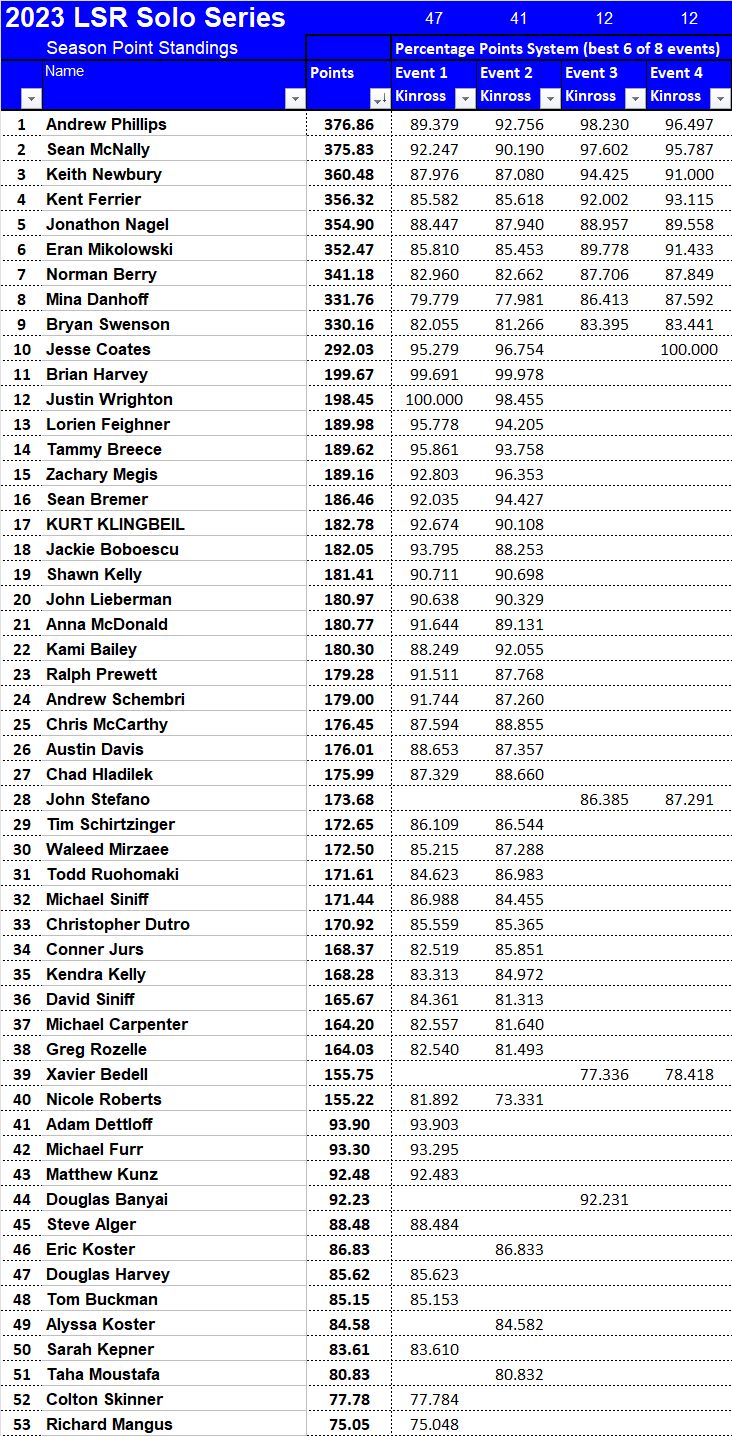 2023 LSR Solo Series 47 41 12 12
Season Point Standings Percentage Points System (best 6 of 8 events)
Name Points Event 1 Event 2 Event 3 Event 4
Kinross Kinross Kinross Kinross
1 Andrew Phillips 376.86 89.379 92.756 98.230 96.497
2 Sean McNally 375.83 92.247 90.190 97.602 95.787
3 Keith Newbury 360.48 87.976 87.080 94.425 91.000
4 Kent Ferrier 356.32 85.582 85.618 92.002 93.115
5 Jonathon Nagel 354.90 88.447 87.940 88.957 89.558
6 Eran Mikolowski 352.47 85.810 85.453 89.778 91.433
7 Norman Berry 341.18 82.960 82.662 87.706 87.849
8 Mina Danhoff 331.76 79.779 77.981 86.413 87.592
9 Bryan Swenson 330.16 82.055 81.266 83.395 83.441
10 Jesse Coates 292.03 95.279 96.754 100.000
11 Brian Harvey 199.67 99.691 99.978
12 Justin Wrighton 198.45 100.000 98.455
13 Lorien Feighner 189.98 95.778 94.205
14 Tammy Breece 189.62 95.861 93.758
15 Zachary Megis 189.16 92.803 96.353
16 Sean Bremer 186.46 92.035 94.427
17 KURT KLINGBEIL 182.78 92.674 90.108
18 Jackie Boboescu 182.05 93.795 88.253
19 Shawn Kelly 181.41 90.711 90.698
20 John Lieberman 180.97 90.638 90.329
21 Anna McDonald 180.77 91.644 89.131
22 Kami Bailey 180.30 88.249 92.055
23 Ralph Prewett 179.28 91.511 87.768
24 Andrew Schembri 179.00 91.744 87.260
25 Chris McCarthy 176.45 87.594 88.855
26 Austin Davis 176.01 88.653 87.357
27 Chad Hladilek 175.99 87.329 88.660
28 John Stefano 173.68 86.385 87.291
29 Tim Schirtzinger 172.65 86.109 86.544
30 Waleed Mirzaee 172.50 85.215 87.288
31 Todd Ruohomaki 171.61 84.623 86.983
32 Michael Siniff 171.44 86.988 84.455
33 Christopher Dutro 170.92 85.559 85.365
34 Conner Jurs 168.37 82.519 85.851
35 Kendra Kelly 168.28 83.313 84.972
36 David Siniff 165.67 84.361 81.313
37 Michael Carpenter 164.20 82.557 81.640
38 Greg Rozelle 164.03 82.540 81.493
39 Xavier Bedell 155.75 77.336 78.418
40 Nicole Roberts 155.22 81.892 73.331
41 Adam Dettloff 93.90 93.903
42 Michael Furr 93.30 93.295
43 Matthew Kunz 92.48 92.483
44 Douglas Banyai 92.23 92.231
45 Steve Alger 88.48 88.484
46 Eric Koster 86.83 86.833
47 Douglas Harvey 85.62 85.623
48 Tom Buckman 85.15 85.153
49 Alyssa Koster 84.58 84.582
50 Sarah Kepner 83.61 83.610
51 Taha Moustafa 80.83 80.832
52 Colton Skinner 77.78 77.784
53 Richard Mangus 75.05 75.048